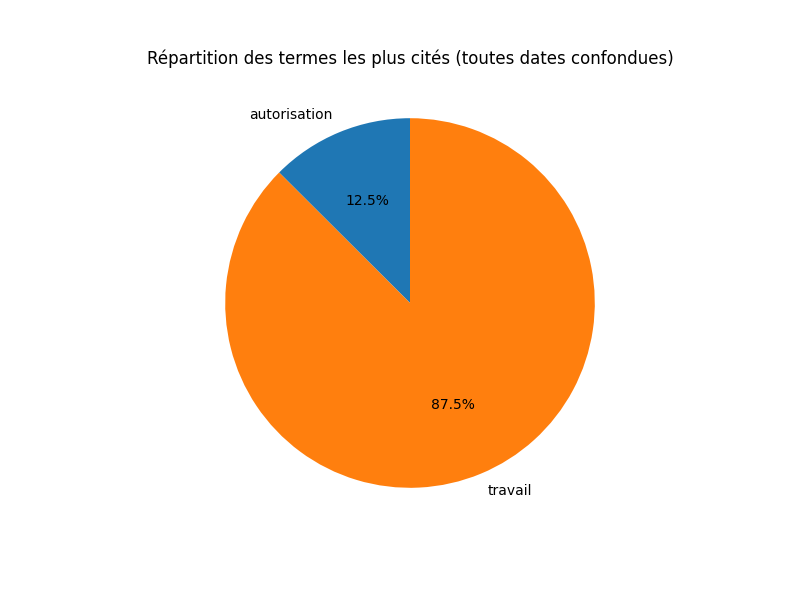 Répartition des termes les plus cités (toutes dates confondues)
autorisation
12.5%
87.5%
travail